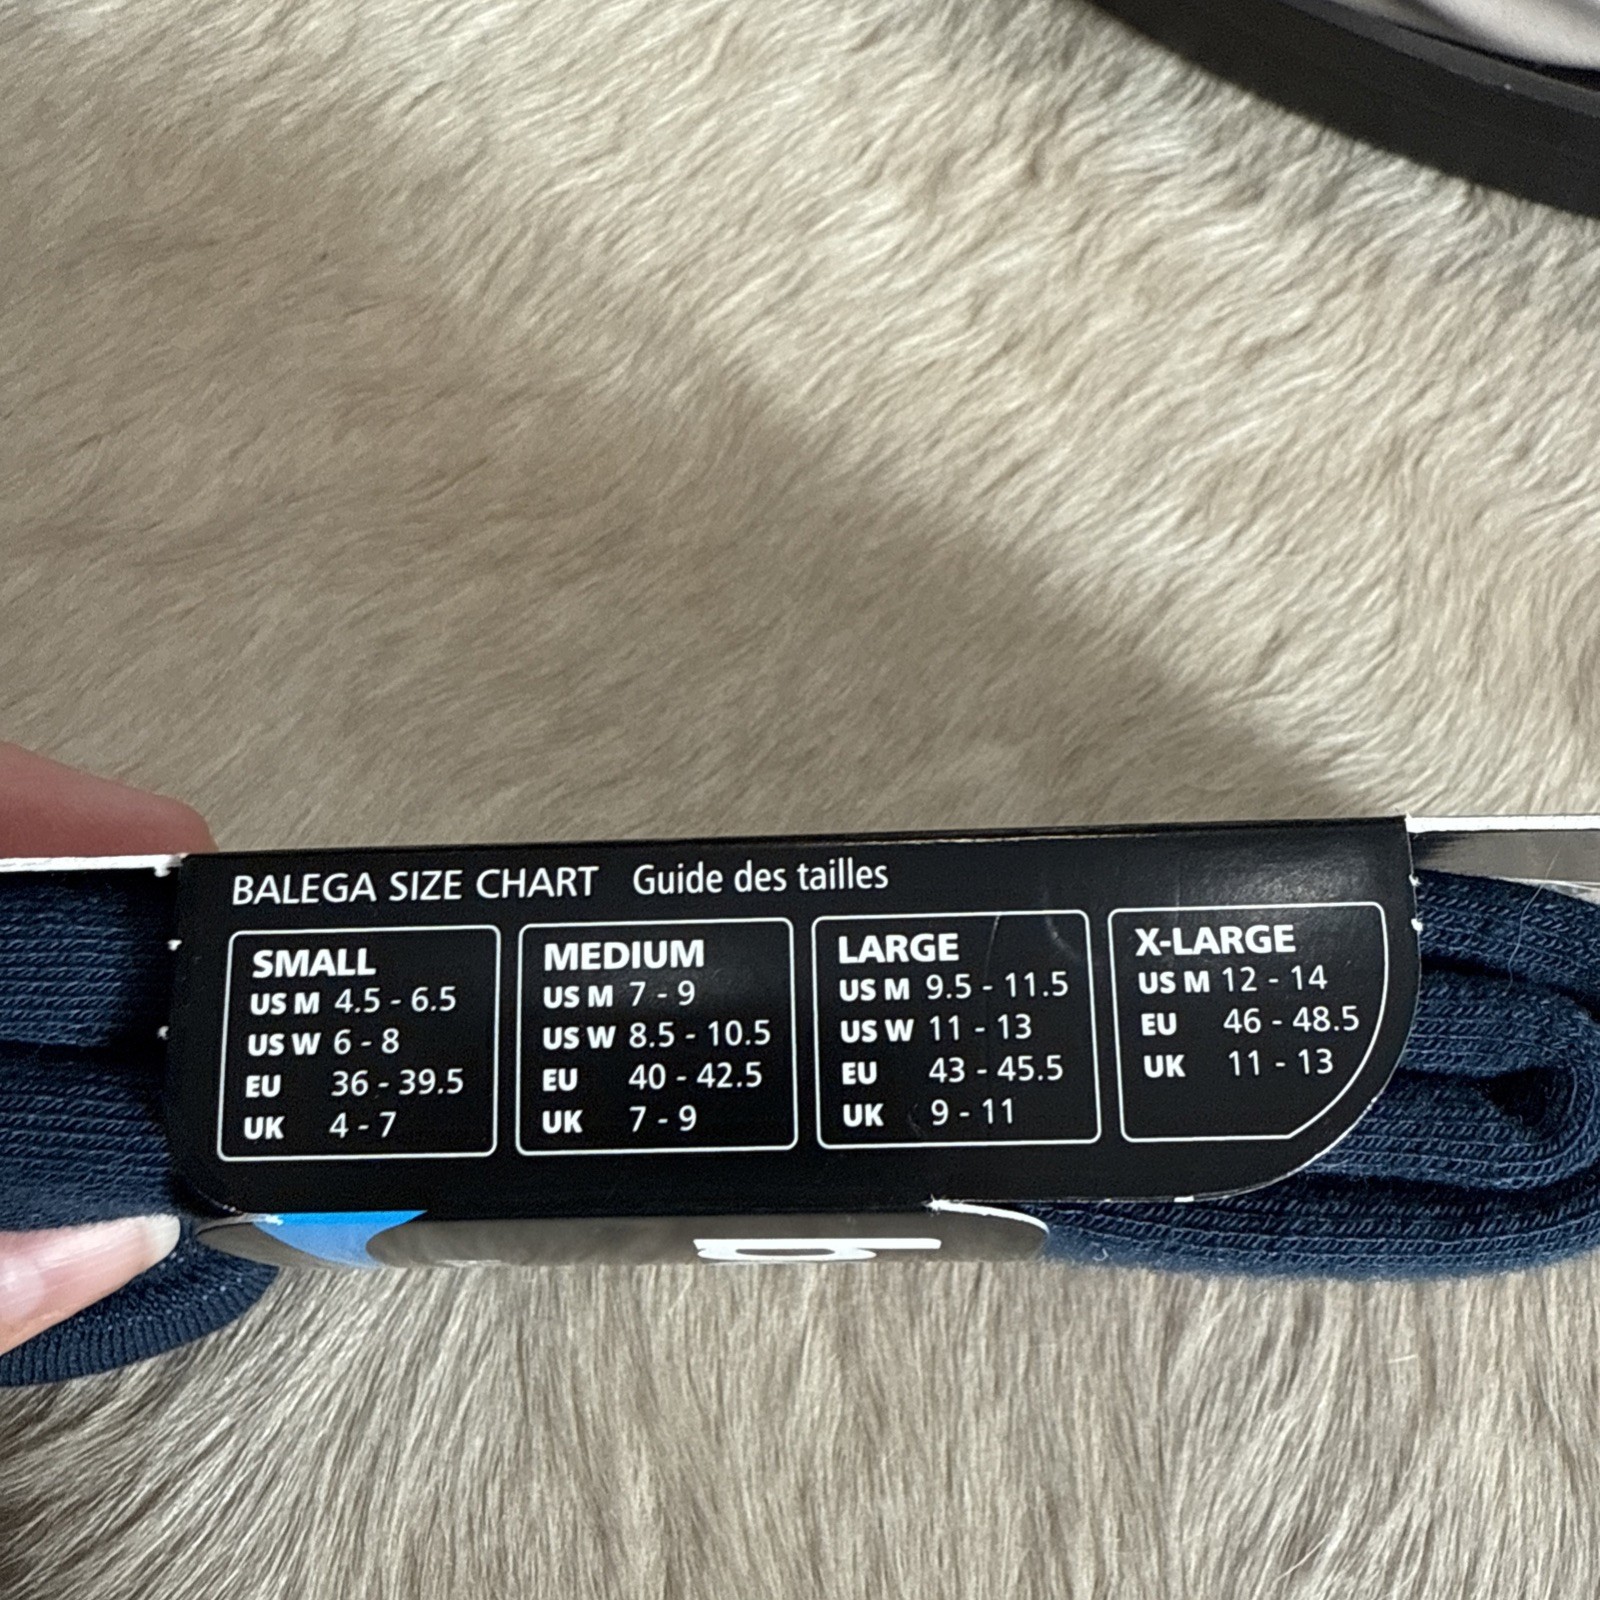 BALEGA SIZE CHART Guide des tailles
SMALL
US M 4.5 - 6.5
US W 6 - 8
EU 36 - 39.5
UK 4 - 7
MEDIUM
US M 7 - 9
US W 8.5 - 10.5
EU 40 - 42.5
UK 7 - 9
LARGE
US M 9.5 - 11.5
US W 11 - 13
EU 43 - 45.5
UK 9 - 11
X-LARGE
US M 12 - 14
EU 46 - 48.5
UK 11 - 13